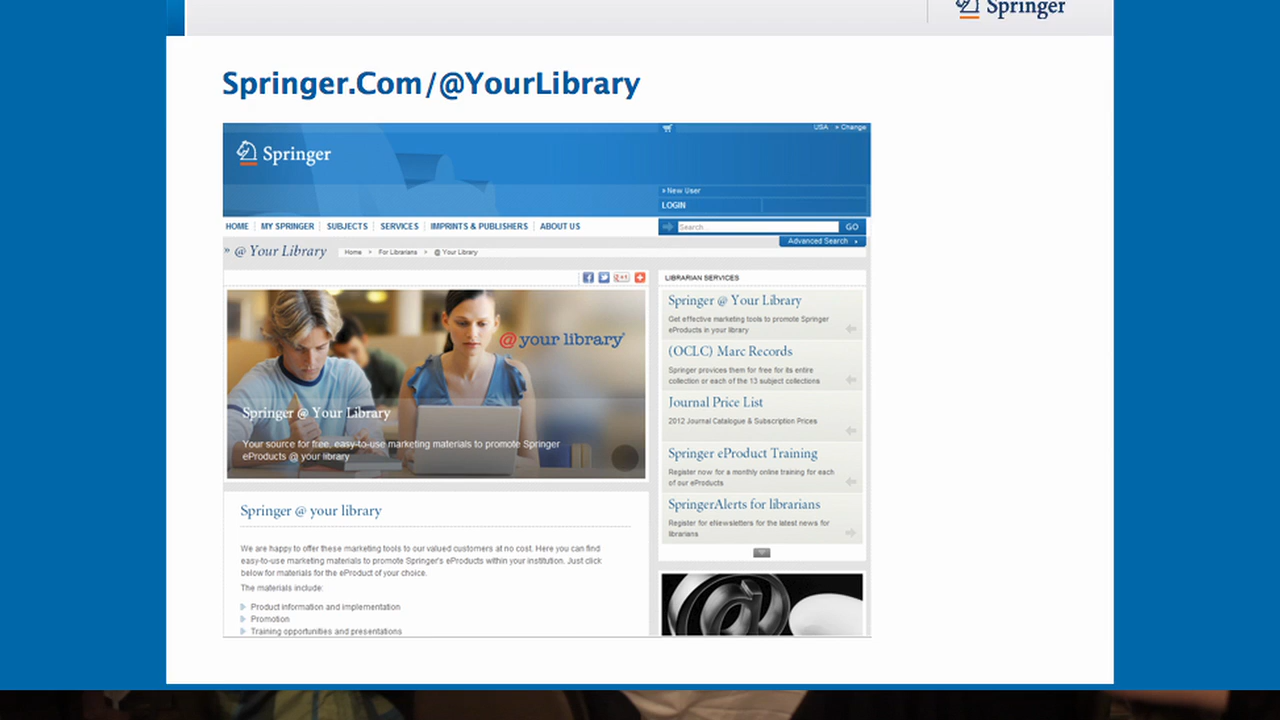 Springer
Springer.Com/@YourLibrary
USA » Change
Springer
» New User
LOGIN
HOME MY SPRINGER SUBJECTS SERVICES IMPRINTS & PUBLISHERS ABOUT US
Search... GO
Advanced Search
» @ Your Library
Home > For Librarians > @ Your Library
LIBRARIAN SERVICES
@ your library®
Springer @ Your Library
Your source for free, easy-to-use marketing materials to promote Springer
eProducts @ your library
Springer @ Your Library
Get effective marketing tools to promote Springer
eProducts in your library
(OCLC) Marc Records
Springer provices them for free for its entire
collection or each of the 13 subject collections
Journal Price List
2012 Journal Catalogue & Subscription Prices
Springer eProduct Training
Register now for a monthly online training for each
of our eProducts
SpringerAlerts for librarians
Register for eNewsletters for the latest news for
librarians
Springer @ your library
We are happy to offer these marketing tools to our valued customers at no cost. Here you can find
easy-to-use marketing materials to promote Springer's eProducts within your institution. Just click
below for materials for the eProduct of your choice.
The materials include:
Product information and implementation
Promotion
Training opportunities and presentations